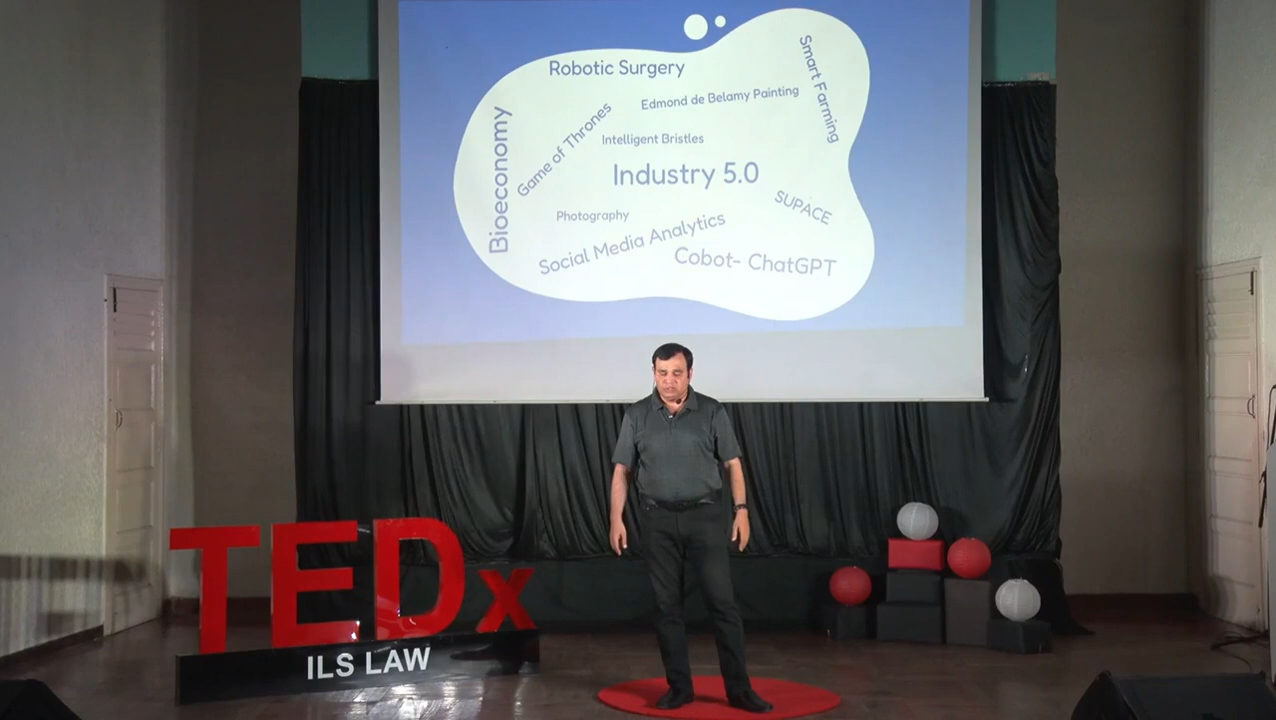 Robotic Surgery
Smart Farming
Edmond de Belamy Painting
Bioeconomy
Game of Thrones
Intelligent Bristles
Industry 5.0
SUPACE
Photography
Social Media Analytics
Cobot- ChatGPT
TEDx
ILS LAW